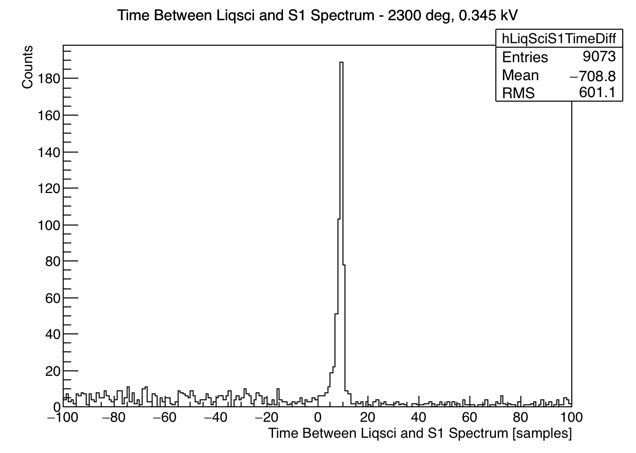 Time Between Liqsci and S1 Spectrum - 2300 deg, 0.345 kV
hLiqSciS1TimeDiff
Entries 9073
Mean −708.8
RMS 601.1
Counts
180
160
140
120
100
80
60
40
20
0
−100 −80 −60 −40 −20 0 20 40 60 80 100
Time Between Liqsci and S1 Spectrum [samples]